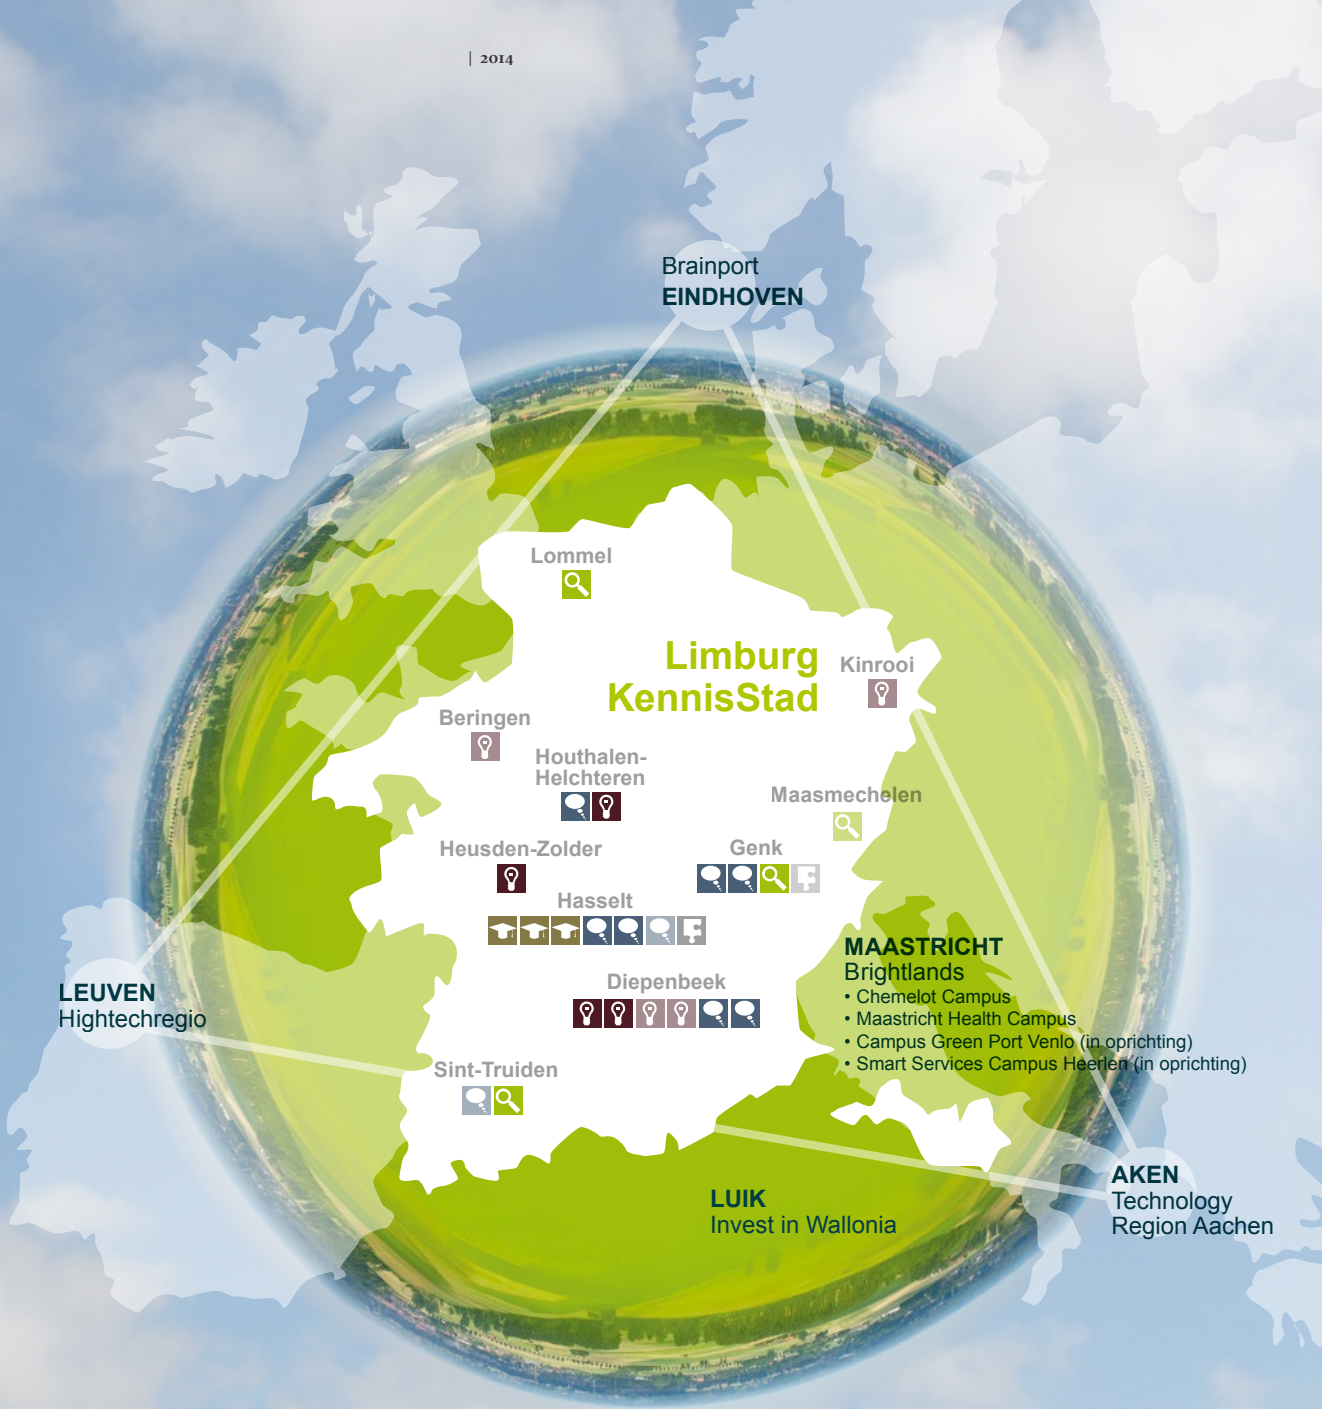 | 2014
Brainport
EINDHOVEN
Lommel
Limburg
KennisStad
Kinrooi
Beringen
Houthalen-
Helchteren
Maasmechelen
Heusden-Zolder
Genk
Hasselt
MAASTRICHT
Brightlands
• Chemelot Campus
• Maastricht Health Campus
• Campus Green Port Venlo (in oprichting)
• Smart Services Campus Heerlen (in oprichting)
Diepenbeek
LEUVEN
Hightechregio
Sint-Truiden
LUIK
Invest in Wallonia
AKEN
Technology
Region Aachen